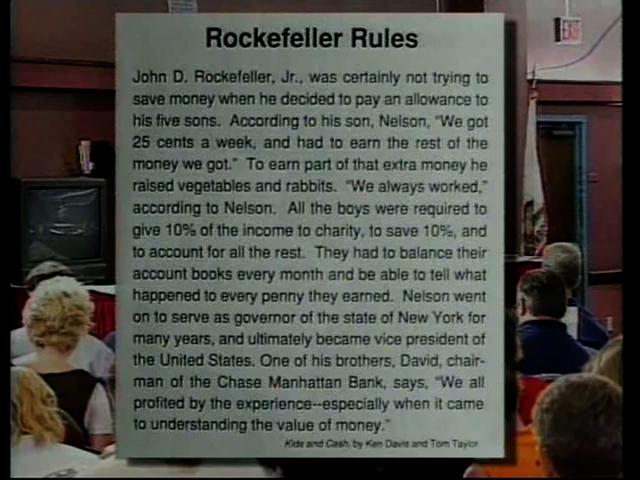 Rockefeller Rules
John D. Rockefeller, Jr., was certainly not trying to
save money when he decided to pay an allowance to
his five sons. According to his son, Nelson, "We got
25 cents a week, and had to earn the rest of the
money we got." To earn part of that extra money he
raised vegetables and rabbits. "We always worked,"
according to Nelson. All the boys were required to
give 10% of the income to charity, to save 10%, and
to account for all the rest. They had to balance their
account books every month and be able to tell what
happened to every penny they earned. Nelson went
on to serve as governor of the state of New York for
many years, and ultimately became vice president of
the United States. One of his brothers, David, chair-
man of the Chase Manhattan Bank, says, "We all
profited by the experience--especially when it came
to understanding the value of money."
Kids and Cash, by Ken Davis and Tom Taylor